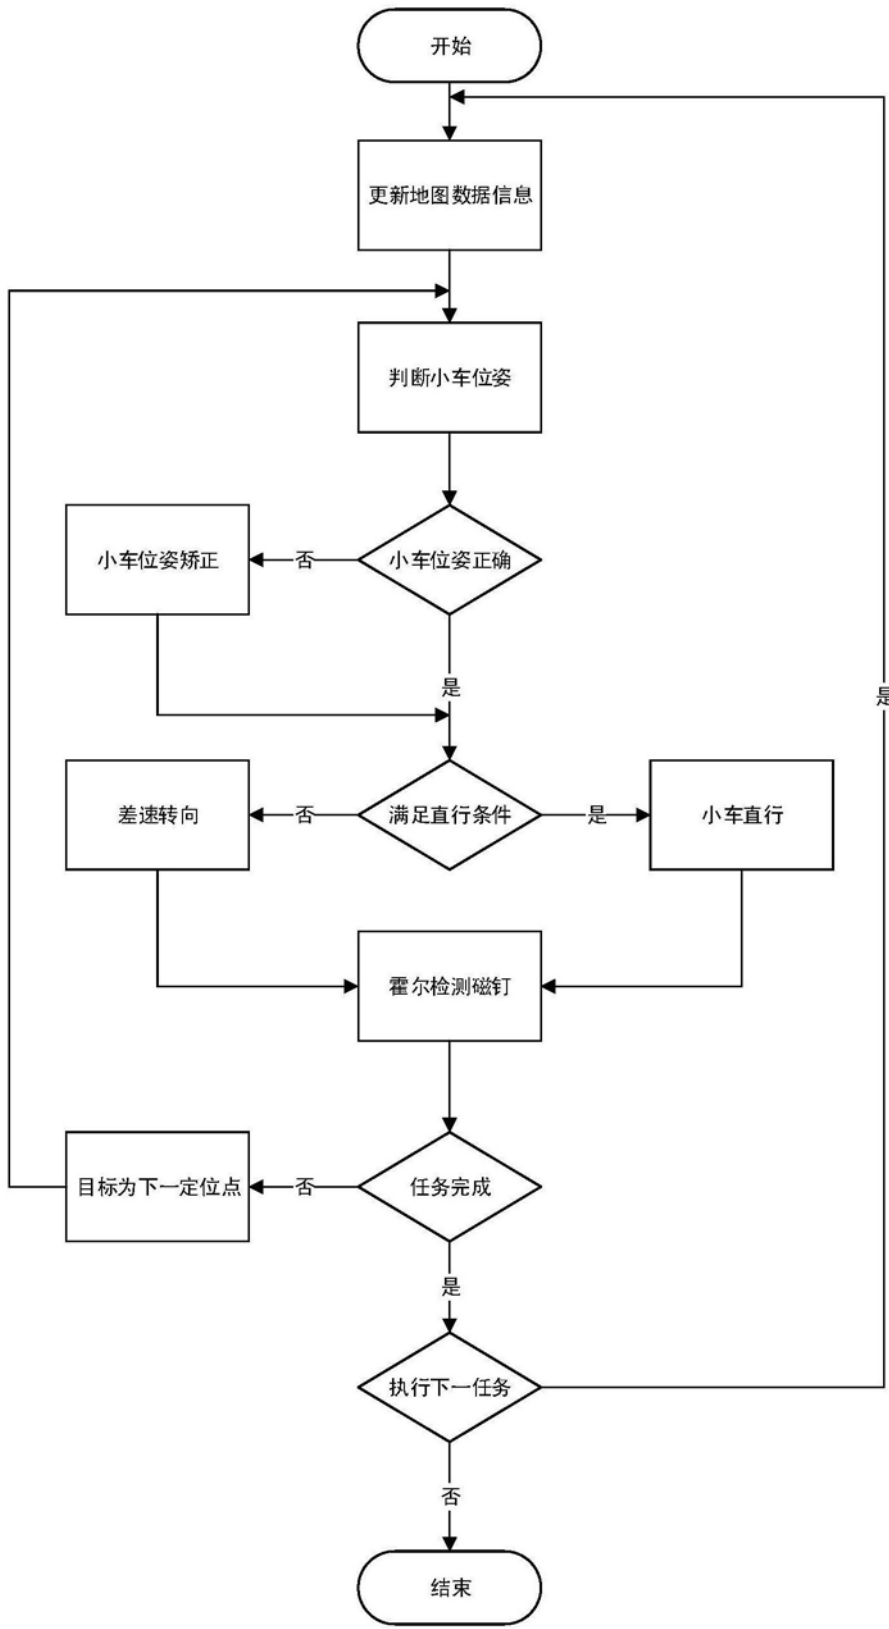 开始
更新地图数据信息
判断小车位姿
小车位姿矫正
否
小车位姿正确
是
是
差速转向
否
满足直行条件
是
小车直行
霍尔检测磁钉
目标为下一定位点
否
任务完成
是
执行下一任务
否
结束